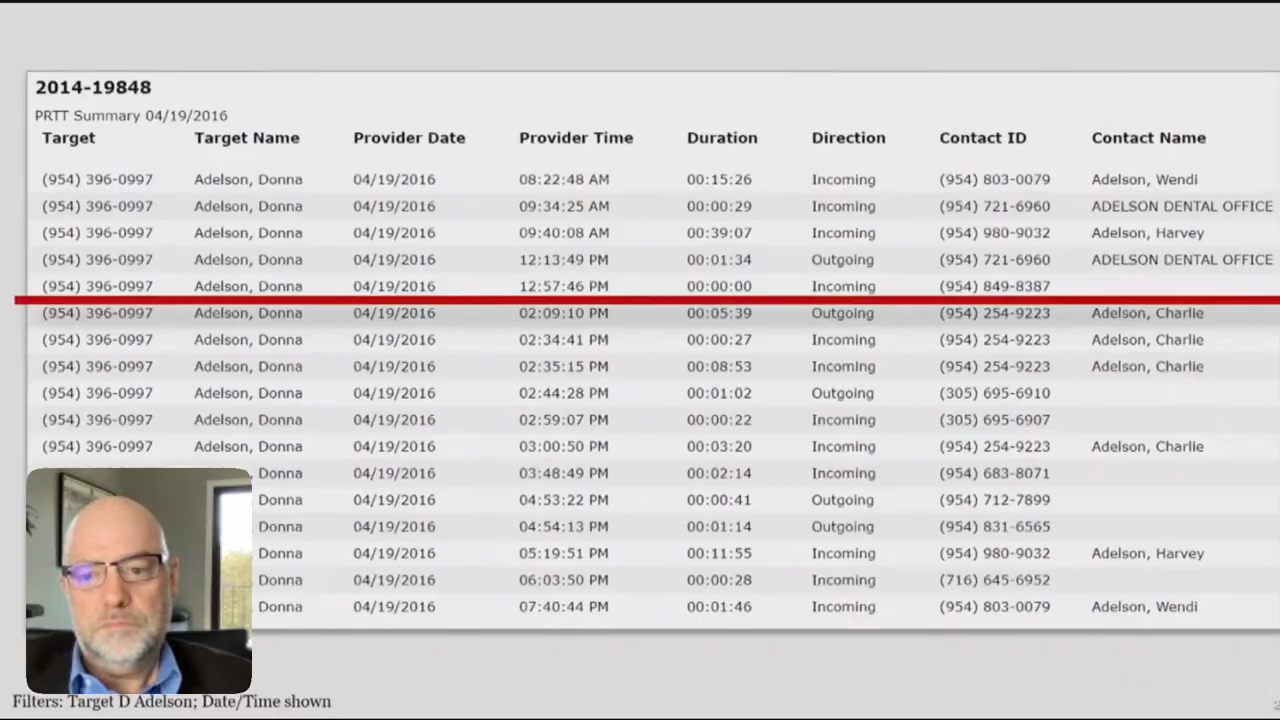 2014-19848
PRTT Summary 04/19/2016
Target Target Name Provider Date Provider Time Duration Direction Contact ID Contact Name
(954) 396-0997 Adelson, Donna 04/19/2016 08:22:48 AM 00:15:26 Incoming (954) 803-0079 Adelson, Wendi
(954) 396-0997 Adelson, Donna 04/19/2016 09:34:25 AM 00:00:29 Incoming (954) 721-6960 ADELSON DENTAL OFFICE
(954) 396-0997 Adelson, Donna 04/19/2016 09:40:08 AM 00:39:07 Incoming (954) 980-9032 Adelson, Harvey
(954) 396-0997 Adelson, Donna 04/19/2016 12:13:49 PM 00:01:34 Outgoing (954) 721-6960 ADELSON DENTAL OFFICE
(954) 396-0997 Adelson, Donna 04/19/2016 12:57:46 PM 00:00:00 Incoming (954) 849-8387
(954) 396-0997 Adelson, Donna 04/19/2016 02:09:10 PM 00:05:39 Outgoing (954) 254-9223 Adelson, Charlie
(954) 396-0997 Adelson, Donna 04/19/2016 02:34:41 PM 00:00:27 Incoming (954) 254-9223 Adelson, Charlie
(954) 396-0997 Adelson, Donna 04/19/2016 02:35:15 PM 00:08:53 Incoming (954) 254-9223 Adelson, Charlie
(954) 396-0997 Adelson, Donna 04/19/2016 02:44:28 PM 00:01:02 Outgoing (305) 695-6910
(954) 396-0997 Adelson, Donna 04/19/2016 02:59:07 PM 00:00:22 Incoming (305) 695-6907
(954) 396-0997 Adelson, Donna 04/19/2016 03:00:50 PM 00:03:20 Incoming (954) 254-9223 Adelson, Charlie
Donna 04/19/2016 03:48:49 PM 00:02:14 Incoming (954) 683-8071
Donna 04/19/2016 04:53:22 PM 00:00:41 Outgoing (954) 712-7899
Donna 04/19/2016 04:54:13 PM 00:01:14 Outgoing (954) 831-6565
Donna 04/19/2016 05:19:51 PM 00:11:55 Incoming (954) 980-9032 Adelson, Harvey
Donna 04/19/2016 06:03:50 PM 00:00:28 Incoming (716) 645-6952
Donna 04/19/2016 07:40:44 PM 00:01:46 Incoming (954) 803-0079 Adelson, Wendi
Filters: Target D Adelson; Date/Time shown